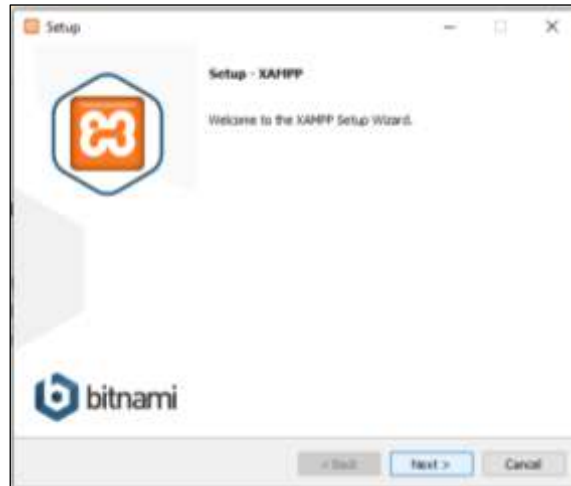 Setup
Setup - XAMPP
Welcome to the XAMPP Setup Wizard.
bitnami
< Back
Next >
Cancel